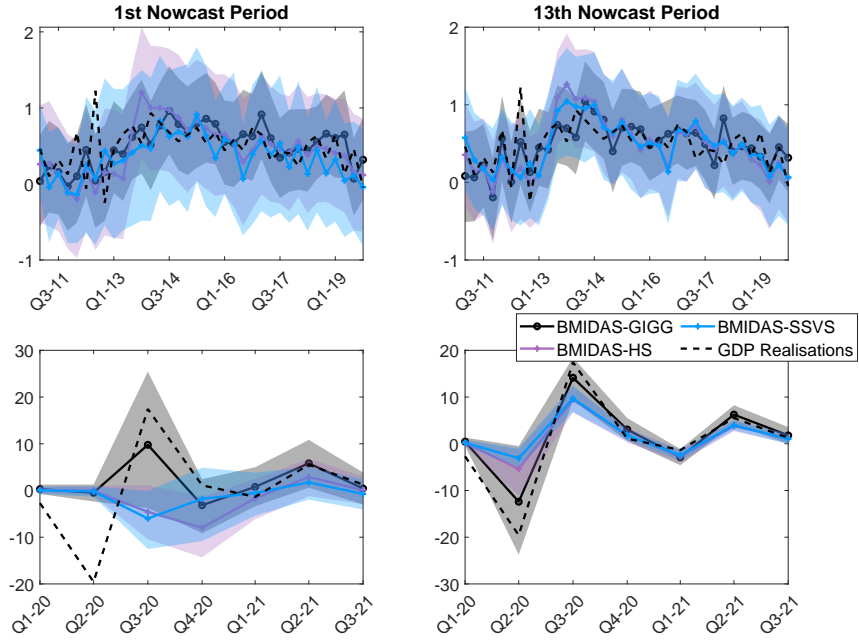 1st Nowcast Period
13th Nowcast Period
2
1
0
-1
Q3-11
Q1-13
Q3-14
Q1-16
Q3-17
Q1-19
2
1
0
-1
Q3-11
Q1-13
Q3-14
Q1-16
Q3-17
Q1-19
BMIDAS-GIGG
BMIDAS-SSVS
BMIDAS-HS
GDP Realisations
30
20
10
0
-10
-20
Q1-20
Q2-20
Q3-20
Q4-20
Q1-21
Q2-21
Q3-21
20
10
0
-10
-20
-30
Q1-20
Q2-20
Q3-20
Q4-20
Q1-21
Q2-21
Q3-21